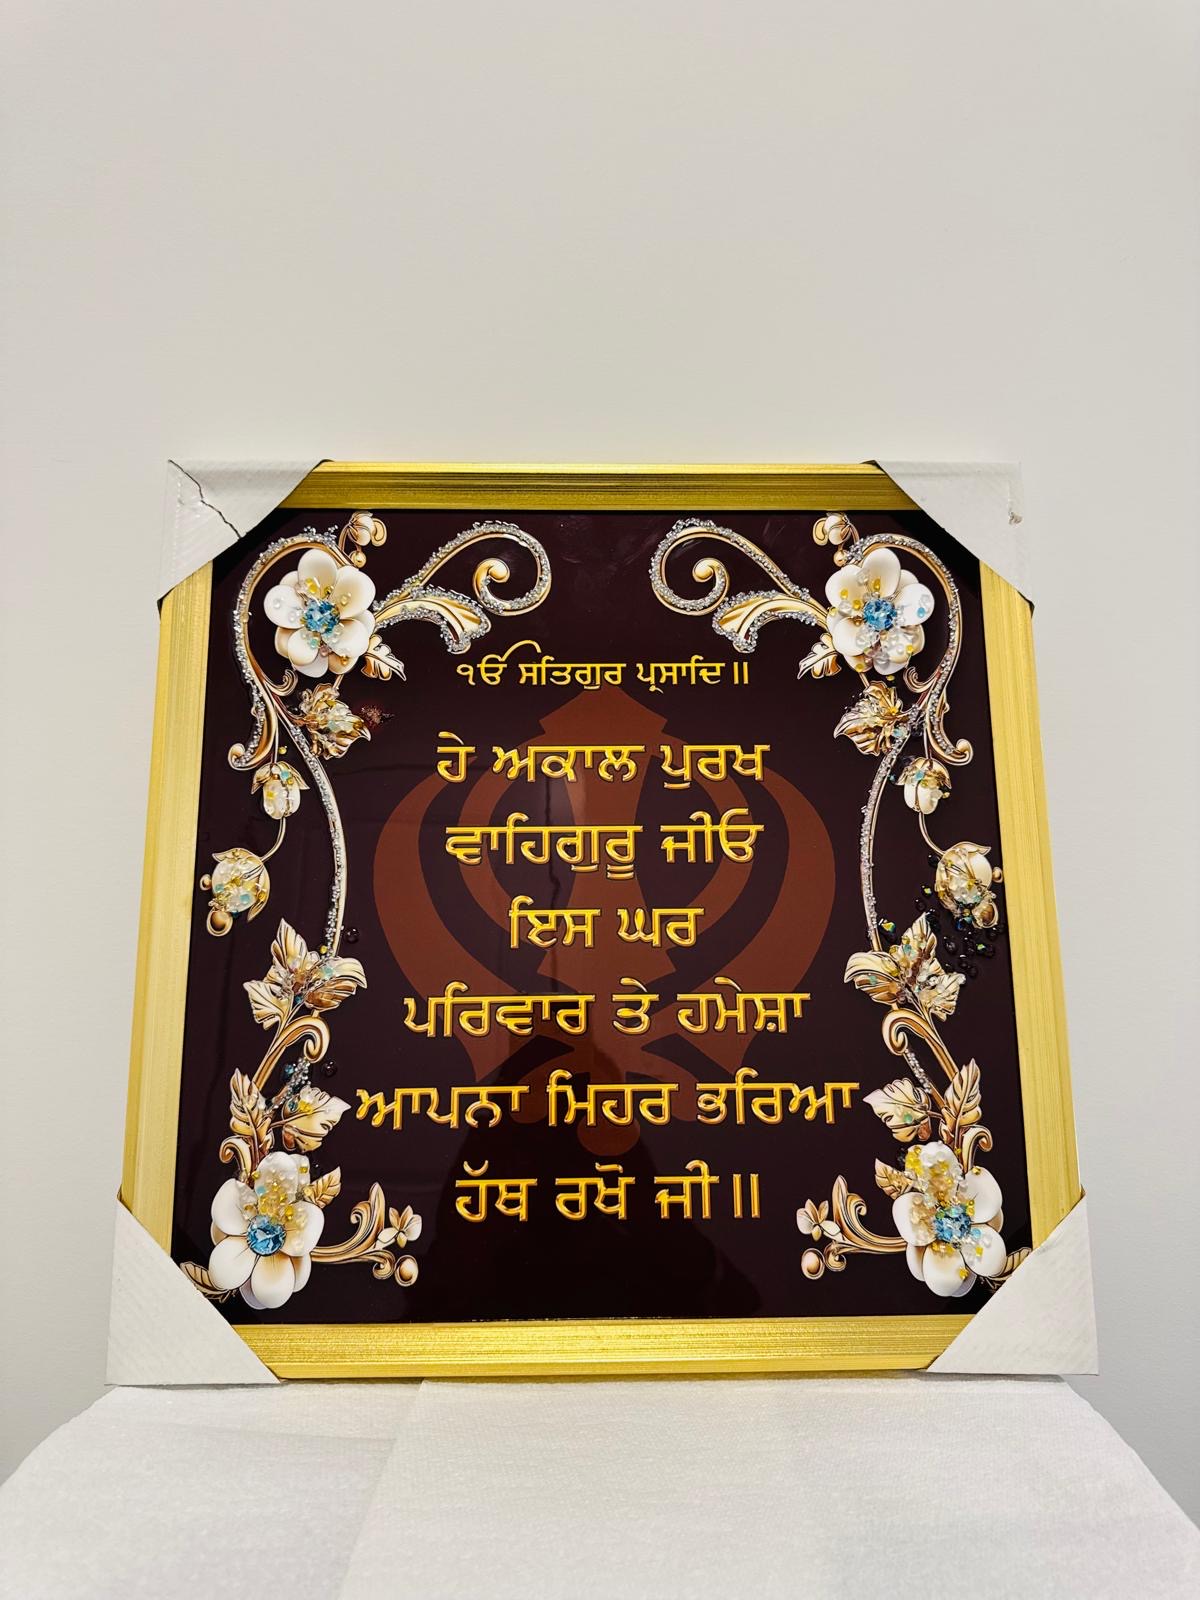 ੴ ਸਤਿਗੁਰ ਪ੍ਰਸਾਦਿ॥
ਹੇ ਅਕਾਲ ਪੁਰਖ
ਵਾਹਿਗੁਰੂ ਜੀਓ
ਇਸ ਘਰ
ਪਰਿਵਾਰ ਤੇ ਹਮੇਸ਼ਾ
ਆਪਨਾ ਮਿਹਰ ਭਰਿਆ
ਹੱਥ ਰਖੋ ਜੀ॥